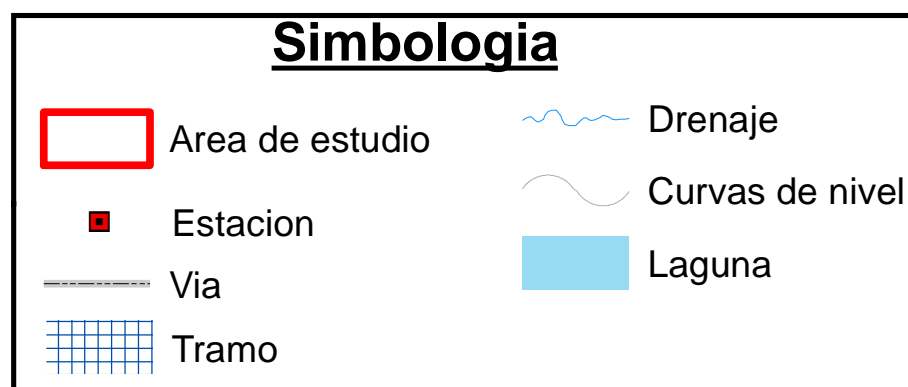 Simbologia
Area de estudio
Estacion
Via
Tramo
Drenaje
Curvas de nivel
Laguna